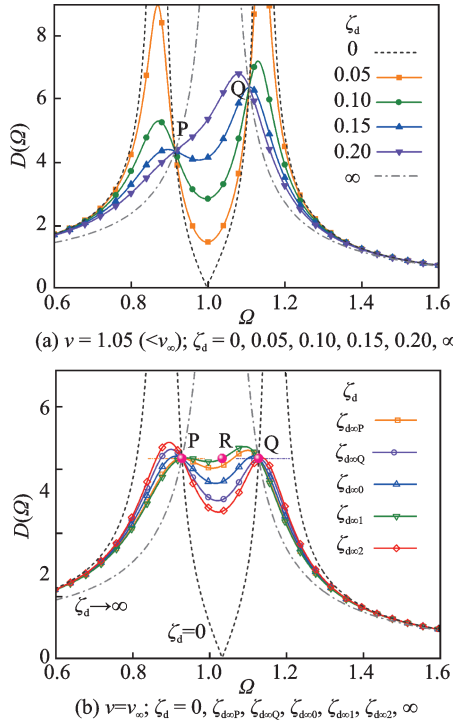 ζd
0
0.05
0.10
0.15
0.20
∞
P
Q
D(Ω)
8
6
4
2
0
0.6 0.8 1.0 1.2 1.4 1.6
Ω
(a) v = 1.05 (<v∞); ζd = 0, 0.05, 0.10, 0.15, 0.20, ∞
ζd
ζd∞P
ζd∞Q
ζd∞0
ζd∞1
ζd∞2
P R Q
D(Ω)
6
4
2
0
ζd→∞
ζd=0
0.6 0.8 1.0 1.2 1.4 1.6
Ω
(b) v=v∞; ζd = 0, ζd∞P, ζd∞Q, ζd∞0, ζd∞1, ζd∞2, ∞